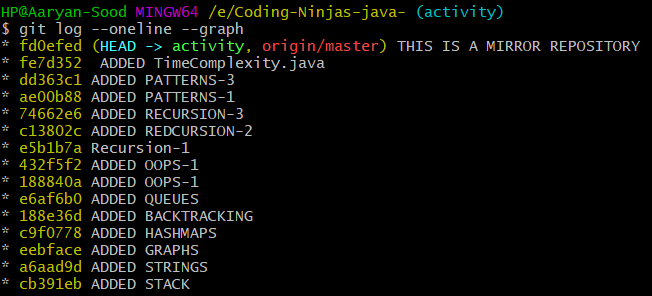 HP@Aaryan-Sood MINGW64 /e/Coding-Ninjas-java- (activity)
$ git log --oneline --graph
* fd0efed (HEAD -> activity, origin/master) THIS IS A MIRROR REPOSITORY
* fe7d352  ADDED TimeComplexity.java
* dd363c1 ADDED PATTERNS-3
* ae00b88 ADDED PATTERNS-1
* 74662e6 ADDED RECURSION-3
* c13802c ADDED REDCURSION-2
* e5b1b7a Recursion-1
* 432f5f2 ADDED OOPS-1
* 188840a ADDED OOPS-1
* e6af6b0 ADDED QUEUES
* 188e36d ADDED BACKTRACKING
* c9f0778 ADDED HASHMAPS
* eebface ADDED GRAPHS
* a6aad9d ADDED STRINGS
* cb391eb ADDED STACK